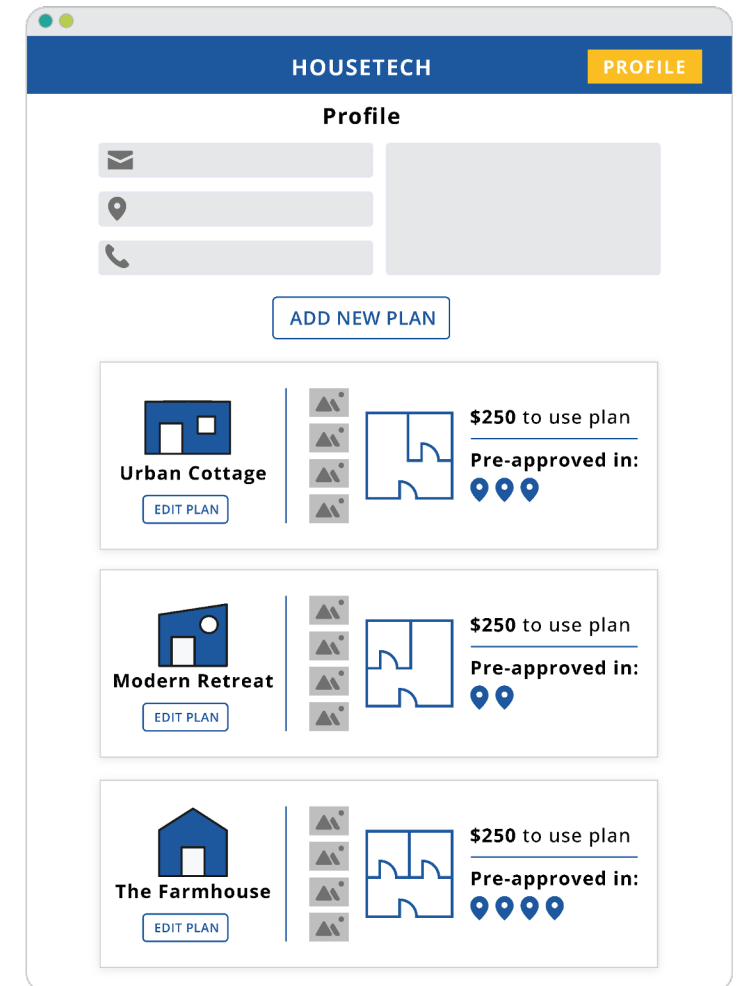 HOUSETECH
PROFILE
Profile
ADD NEW PLAN
Urban Cottage
EDIT PLAN
$250 to use plan
Pre-approved in:
Modern Retreat
EDIT PLAN
$250 to use plan
Pre-approved in:
The Farmhouse
EDIT PLAN
$250 to use plan
Pre-approved in: